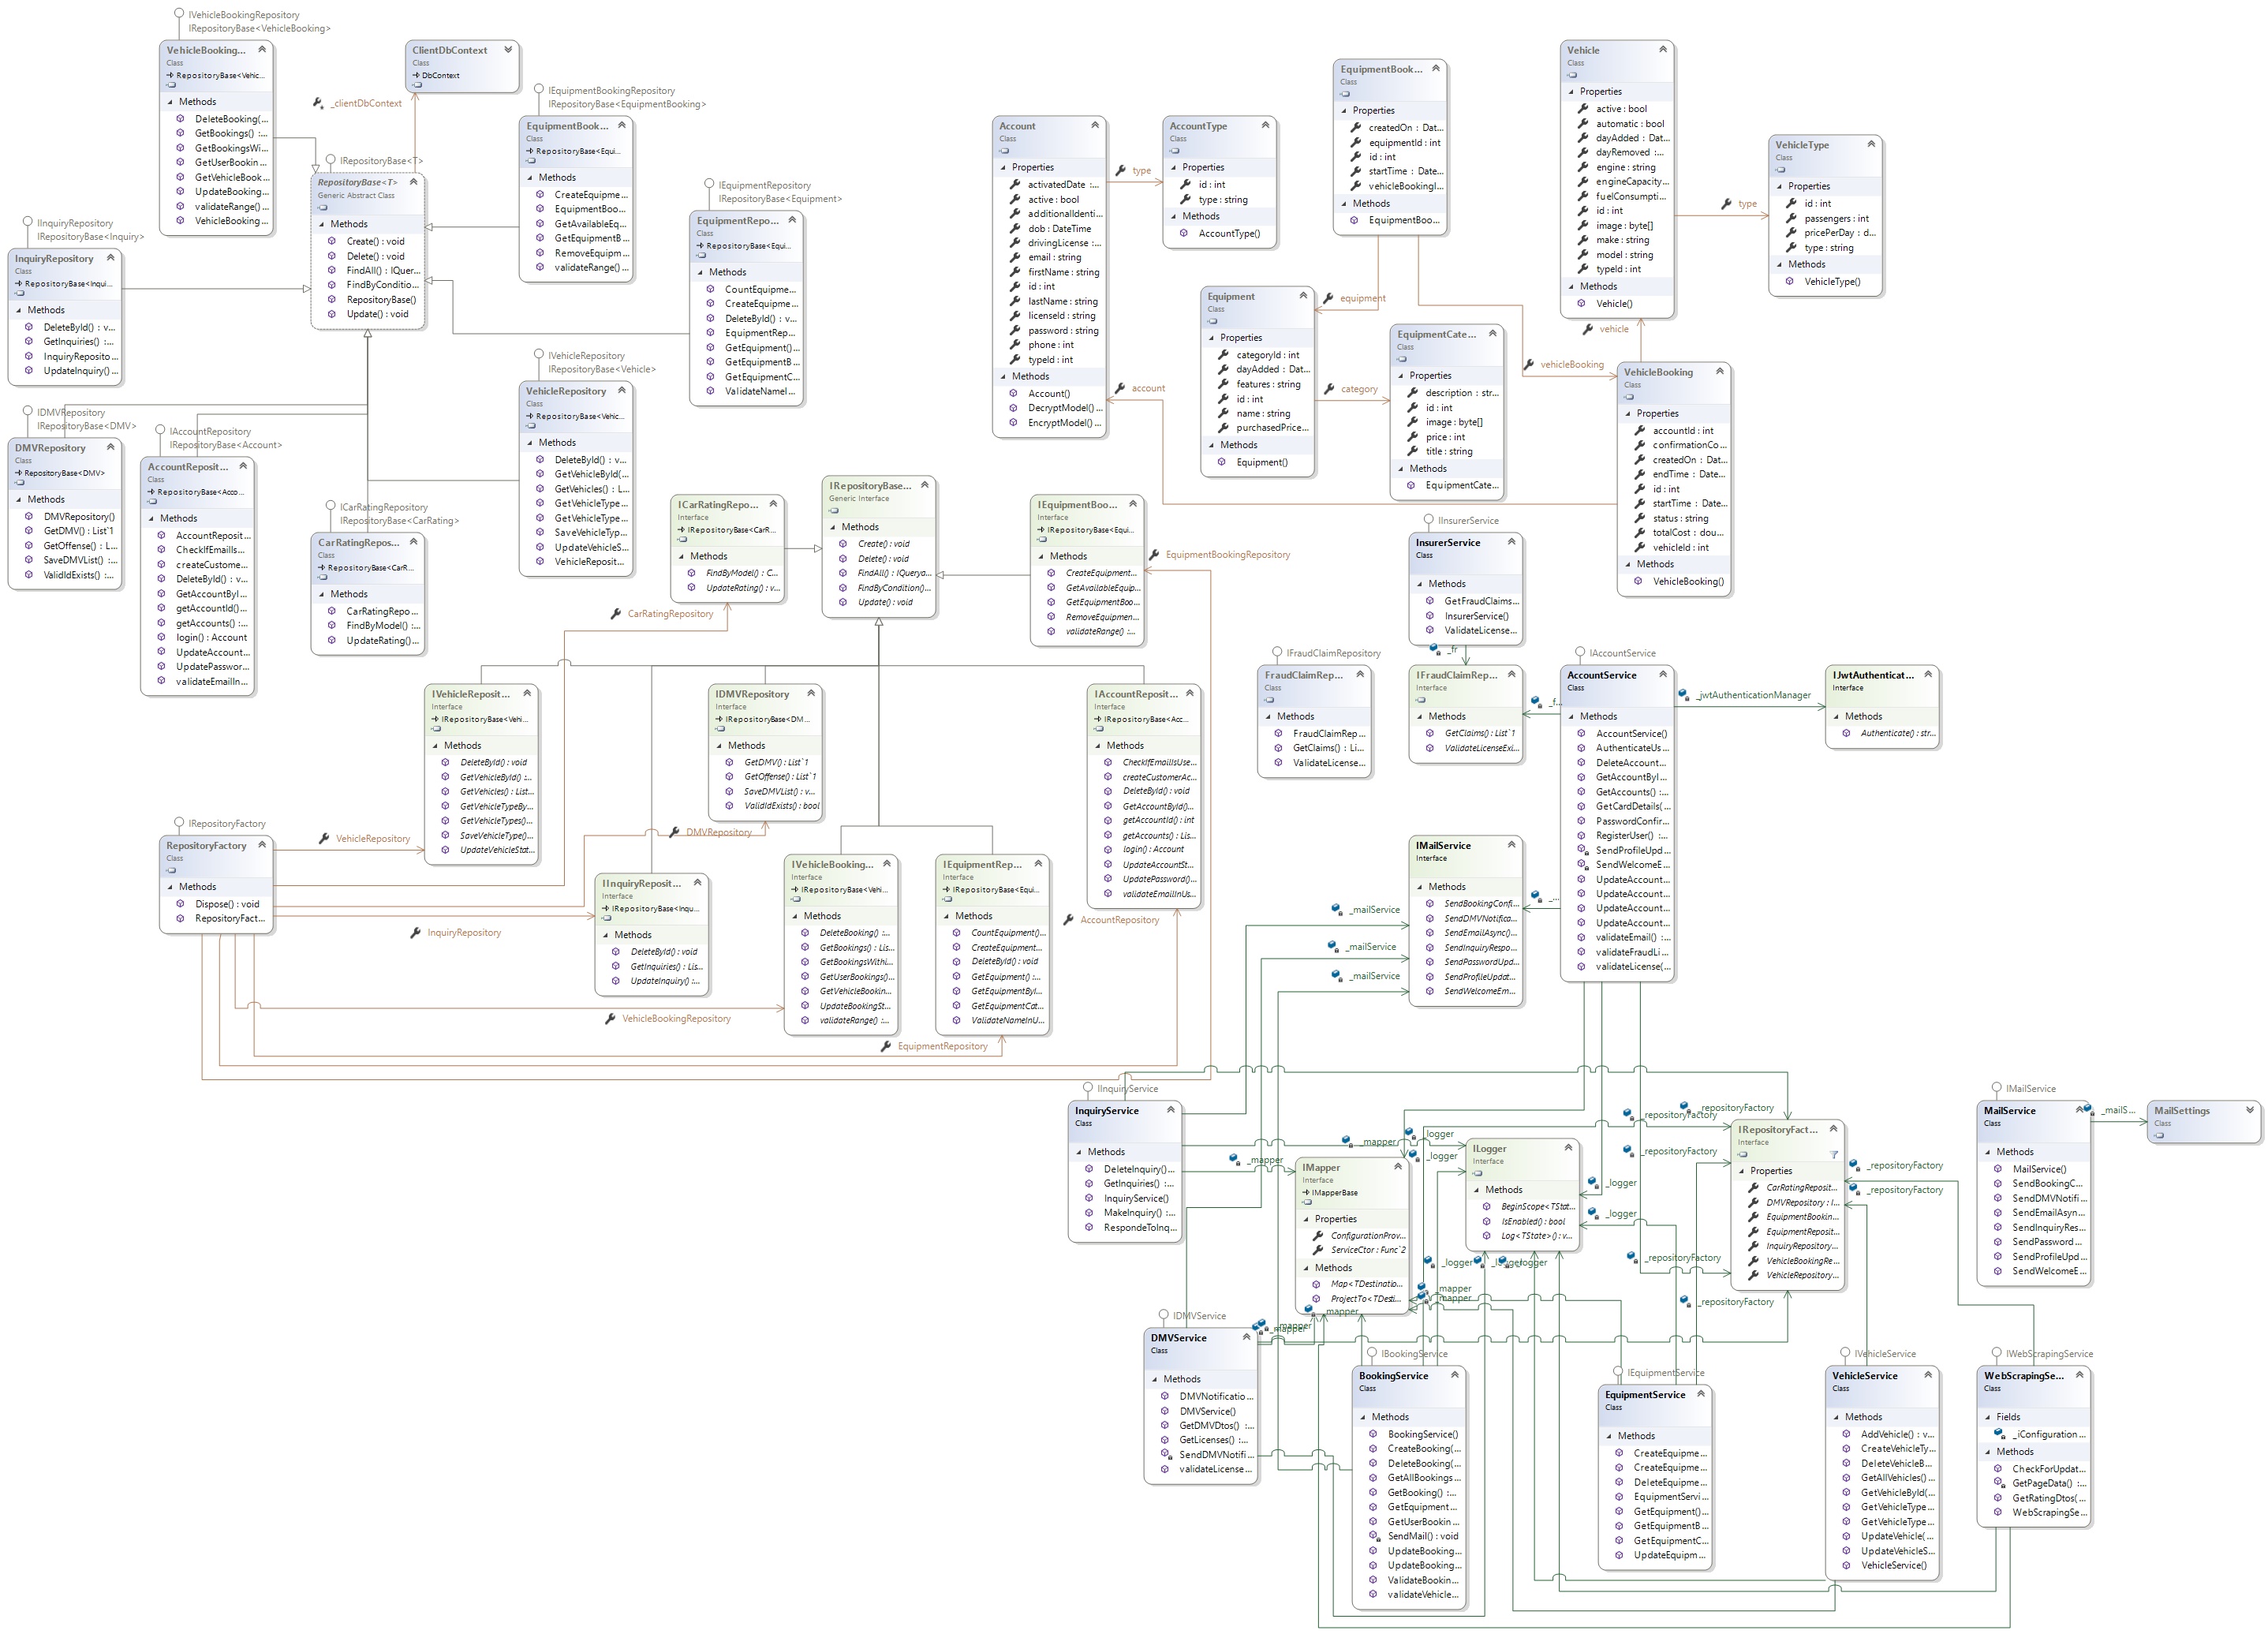 IVehicleBookingRepository
IRepositoryBase<VehicleBooking>
VehicleBooking...
Class
RepositoryBase<Vehic...
Methods
DeleteBooking(...
GetBookings() :...
GetBookingsWi...
GetUserBookin...
GetVehicleBook...
UpdateBooking...
validateRange()...
VehicleBooking...
ClientDbContext
Class
DbContext
_clientDbContext
IRepositoryBase<T>
RepositoryBase<T>
Generic Abstract Class
Methods
Create() : void
Delete() : void
FindAll() : IQuer...
FindByConditio...
RepositoryBase()
Update() : void
IEquipmentBookingRepository
IRepositoryBase<EquipmentBooking>
EquipmentBook...
Class
RepositoryBase<Equi...
Methods
CreateEquipme...
EquipmentBoo...
GetAvailableEq...
GetEquipmentB...
RemoveEquipm...
validateRange()...
IEquipmentRepository
IRepositoryBase<Equipment>
EquipmentRepo...
Class
RepositoryBase<Equi...
Methods
CountEquipme...
CreateEquipme...
DeleteById() : v...
EquipmentRep...
GetEquipment()...
GetEquipmentB...
GetEquipmentC...
ValidateNameI...
IInquiryRepository
IRepositoryBase<Inquiry>
InquiryRepository
Class
RepositoryBase<Inqui...
Methods
DeleteById() : v...
GetInquiries() :...
InquiryReposito...
UpdateInquiry()...
IDMVRepository
IRepositoryBase<DMV>
DMVRepository
Class
RepositoryBase<DMV>
Methods
DMVRepository()
GetDMV() : List`1
GetOffense() : L...
SaveDMVList() :...
ValidIdExists() :...
IAccountRepository
IRepositoryBase<Account>
AccountReposit...
Class
RepositoryBase<Acco...
Methods
AccountReposit...
CheckIfEmailIs...
createCustome...
DeleteById() : v...
GetAccountByI...
getAccountId()...
getAccounts() :...
login() : Account
UpdateAccount...
UpdatePasswor...
validateEmailIn...
ICarRatingRepository
IRepositoryBase<CarRating>
CarRatingRepos...
Class
RepositoryBase<CarR...
Methods
CarRatingRepo...
FindByModel() :...
UpdateRating()...
IVehicleRepository
IRepositoryBase<Vehicle>
VehicleRepository
Class
RepositoryBase<Vehic...
Methods
DeleteById() : v...
GetVehicleById(...
GetVehicles() : L...
GetVehicleType...
GetVehicleType...
SaveVehicleTyp...
UpdateVehicleS...
VehicleReposit...
Account
Class
Properties
activatedDate :...
active : bool
additionalIdenti...
dob : DateTime
drivingLicense :...
email : string
firstName : string
id : int
lastName : string
licenseId : string
password : string
phone : int
typeId : int
Methods
Account()
DecryptModel()...
EncryptModel()...
type
AccountType
Class
Properties
id : int
type : string
Methods
AccountType()
EquipmentBook...
Class
Properties
createdOn : Dat...
equipmentId : int
id : int
startTime : Date...
vehicleBookingI...
Methods
EquipmentBoo...
Vehicle
Class
Properties
active : bool
automatic : bool
dayAdded : Dat...
dayRemoved :...
engine : string
engineCapacity...
fuelConsumpti...
id : int
image : byte[]
make : string
model : string
typeId : int
Methods
Vehicle()
type
VehicleType
Class
Properties
id : int
passengers : int
pricePerDay : d...
type : string
Methods
VehicleType()
equipment
Equipment
Class
Properties
categoryId : int
dayAdded : Dat...
features : string
id : int
name : string
purchasedPrice...
Methods
Equipment()
category
EquipmentCate...
Class
Properties
description : str...
id : int
image : byte[]
price : int
title : string
Methods
EquipmentCate...
vehicle
vehicleBooking
account
VehicleBooking
Class
Properties
accountId : int
confirmationCo...
createdOn : Dat...
endTime : Date...
id : int
startTime : Date...
status : string
totalCost : dou...
vehicleId : int
Methods
VehicleBooking()
ICarRatingRepo...
Interface
IRepositoryBase<CarR...
Methods
FindByModel() : C...
UpdateRating() : v...
CarRatingRepository
IRepositoryBase...
Generic Interface
Methods
Create() : void
Delete() : void
FindAll() : IQuerya...
FindByCondition()...
Update() : void
IEquipmentBoo...
Interface
IRepositoryBase<Equi...
Methods
CreateEquipment...
GetAvailableEquip...
GetEquipmentBoo...
RemoveEquipmen...
validateRange() :...
EquipmentBookingRepository
IInsurerService
InsurerService
Class
Methods
GetFraudClaims...
InsurerService()
ValidateLicense...
_fr
IFraudClaimRepository
FraudClaimRep...
Class
Methods
FraudClaimRep...
GetClaims() : Li...
ValidateLicense...
IFraudClaimRep...
Interface
Methods
GetClaims() : List`1
ValidateLicenseExi...
_f...
IAccountService
AccountService
Class
Methods
AccountService()
AuthenticateUs...
DeleteAccount...
GetAccountByI...
GetAccounts() :...
GetCardDetails(...
PasswordConfir...
RegisterUser() :...
SendProfileUpd...
SendWelcomeE...
UpdateAccount...
UpdateAccount...
UpdateAccount...
UpdateAccount...
validateEmail() :...
validateFraudLi...
validateLicense(...
_jwtAuthenticationManager
IJwtAuthenticat...
Interface
Methods
Authenticate() : str...
IVehicleReposit...
Interface
IRepositoryBase<Vehi...
Methods
DeleteById() : void
GetVehicleById() :...
GetVehicles() : List...
GetVehicleTypeBy...
GetVehicleTypes()...
SaveVehicleType()...
UpdateVehicleStat...
IDMVRepository
Interface
IRepositoryBase<DM...
Methods
GetDMV() : List`1
GetOffense() : List`1
SaveDMVList() : v...
ValidIdExists() : bool
DMVRepository
IAccountReposit...
Interface
IRepositoryBase<Acc...
Methods
CheckIfEmailIsUse...
createCustomerAc...
DeleteById() : void
GetAccountById()...
getAccountId() : int
getAccounts() : Lis...
login() : Account
UpdateAccountSt...
UpdatePassword()...
validateEmailInUs...
AccountRepository
IRepositoryFactory
RepositoryFactory
Class
Methods
Dispose() : void
RepositoryFact...
VehicleRepository
InquiryRepository
IInquiryReposit...
Interface
IRepositoryBase<Inqu...
Methods
DeleteById() : void
GetInquiries() : Lis...
UpdateInquiry() :...
IVehicleBooking...
Interface
IRepositoryBase<Vehi...
Methods
DeleteBooking() :...
GetBookings() : Lis...
GetBookingsWithi...
GetUserBookings()...
GetVehicleBookin...
UpdateBookingSt...
validateRange() :...
VehicleBookingRepository
IEquipmentRep...
Interface
IRepositoryBase<Equi...
Methods
CountEquipment()...
CreateEquipment...
DeleteById() : void
GetEquipment() :...
GetEquipmentByI...
GetEquipmentCat...
ValidateNameInU...
EquipmentRepository
IMailService
Interface
Methods
SendBookingConfi...
SendDMVNotifica...
SendEmailAsync()...
SendInquiryRespo...
SendPasswordUpd...
SendProfileUpdat...
SendWelcomeEm...
_...
_mailService
_mailService
_mailService
IInquiryService
InquiryService
Class
Methods
DeleteInquiry()...
GetInquiries() :...
InquiryService()
MakeInquiry() :...
RespondeToInq...
_mapper
_mapper
_logger
_logger
IMapper
Interface
IMapperBase
Properties
ConfigurationProv...
ServiceCtor : Func`2
Methods
Map<TDestinatio...
ProjectTo<TDesti...
ILogger
Interface
Methods
BeginScope<TStat...
IsEnabled() : bool
Log<TState>() : v...
_logger
_logger
_logger
_logger
_logger
_mapper
_mapper
_mapper
_mapper
_repositoryFactory
_repositoryFactory
_repositoryFactory
_repositoryFactory
_repositoryFactory
_repositoryFactory
_repositoryFactory
IRepositoryFact...
Interface
Properties
CarRatingReposit...
DMVRepository : I...
EquipmentBookin...
EquipmentReposit...
InquiryRepository...
VehicleBookingRe...
VehicleRepository...
IMailService
MailService
Class
Methods
MailService()
SendBookingC...
SendDMVNotifi...
SendEmailAsyn...
SendInquiryRes...
SendPassword...
SendProfileUpd...
SendWelcomeE...
_mailS...
MailSettings
IDMVService
DMVService
Class
Methods
DMVNotificatio...
DMVService()
GetDMVDtos() :...
GetLicenses() :...
SendDMVNotifi...
validateLicense...
IBookingService
BookingService
Class
Methods
BookingService()
CreateBooking(...
DeleteBooking(...
GetAllBookings...
GetBooking() :...
GetEquipment...
GetUserBookin...
SendMail() : void
UpdateBooking...
UpdateBooking...
ValidateBookin...
validateVehicle...
IEquipmentService
EquipmentService
Class
Methods
CreateEquipme...
CreateEquipme...
DeleteEquipme...
EquipmentServi...
GetEquipment()...
GetEquipmentB...
GetEquipmentC...
UpdateEquipm...
IVehicleService
VehicleService
Class
Methods
AddVehicle() : v...
CreateVehicleTy...
DeleteVehicleB...
GetAllVehicles()...
GetVehicleById(...
GetVehicleType...
GetVehicleType...
UpdateVehicle(...
UpdateVehicleS...
VehicleService()
IWebScrapingService
WebScrapingSe...
Class
Fields
_iConfiguration...
Methods
CheckForUpdat...
GetPageData() :...
GetRatingDtos(...
WebScrapingSe...